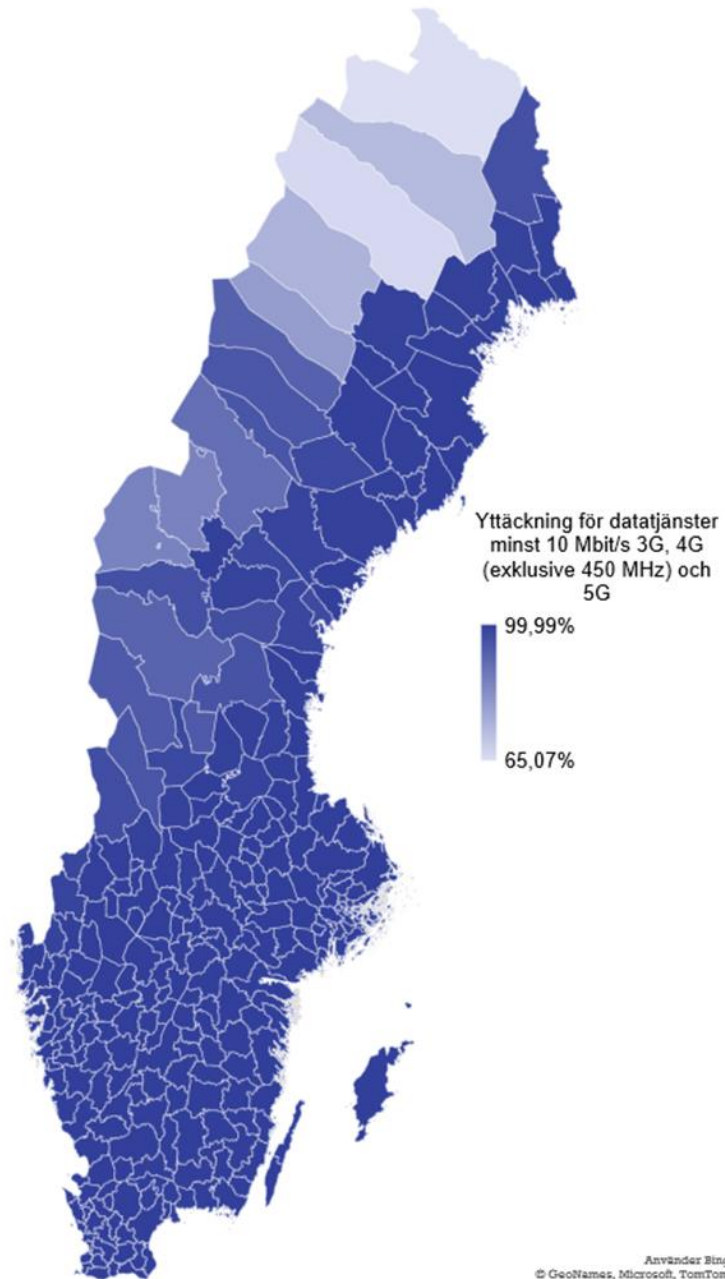 Yttäckning för datatjänster
minst 10 Mbit/s 3G, 4G
(exklusive 450 MHz) och
5G
99,99%
65,07%
Använder Bing
© GeoNames, Microsoft, TomTom